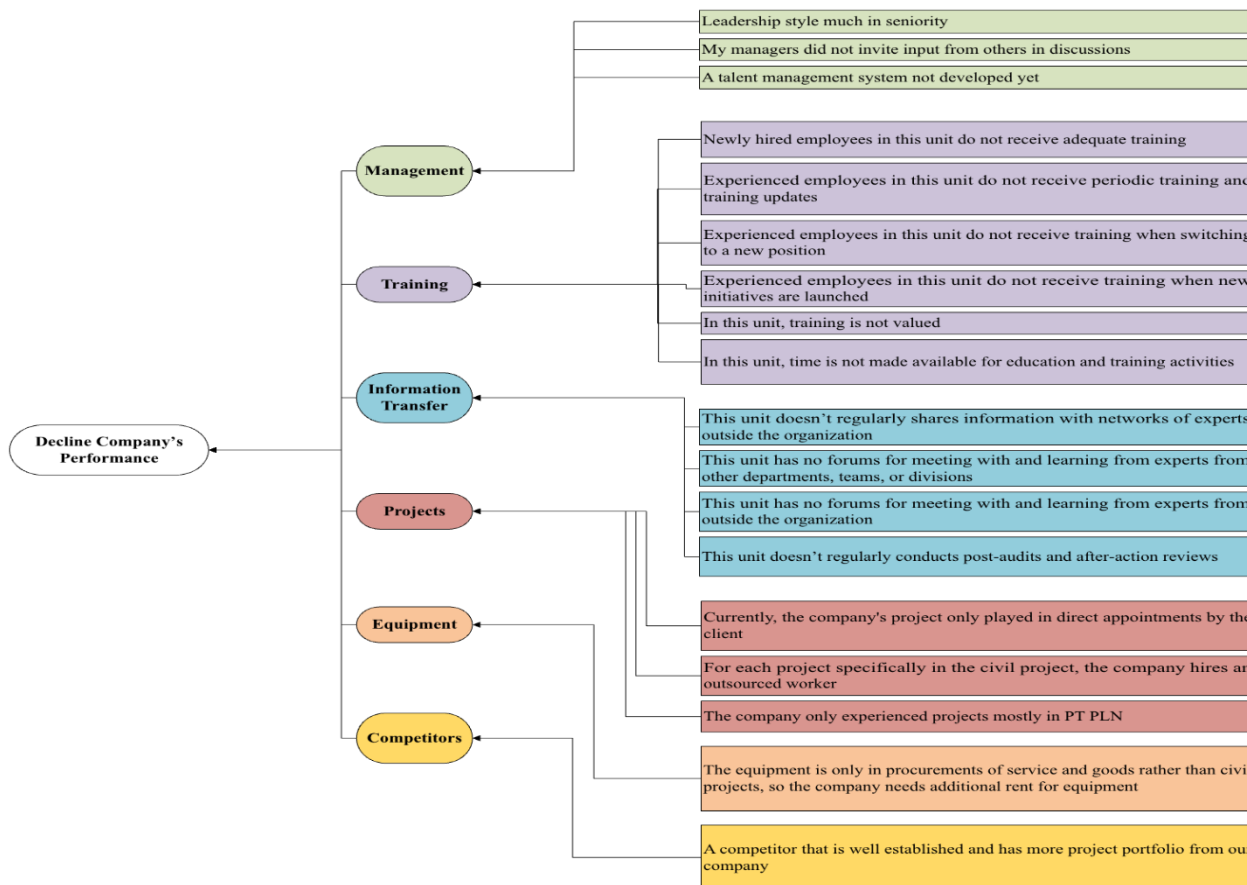 Leadership style much in seniority
My managers did not invite input from others in discussions
A talent management system not developed yet
Management
Newly hired employees in this unit do not receive adequate training
Experienced employees in this unit do not receive periodic training and
training updates
Experienced employees in this unit do not receive training when switching
to a new position
Training
Experienced employees in this unit do not receive training when new
initiatives are launched
In this unit, training is not valued
In this unit, time is not made available for education and training activities
Information
Transfer
This unit doesn't regularly shares information with networks of experts
outside the organization
Decline Company's
Performance
This unit has no forums for meeting with and learning from experts from
other departments, teams, or divisions
This unit has no forums for meeting with and learning from experts from
outside the organization
Projects
This unit doesn't regularly conducts post-audits and after-action reviews
Currently, the company's project only played in direct appointments by the
client
Equipment
For each project specifically in the civil project, the company hires an
outsourced worker
The company only experienced projects mostly in PT PLN
Competitors
The equipment is only in procurements of service and goods rather than civi
projects, so the company needs additional rent for equipment
A competitor that is well established and has more project portfolio from our
company